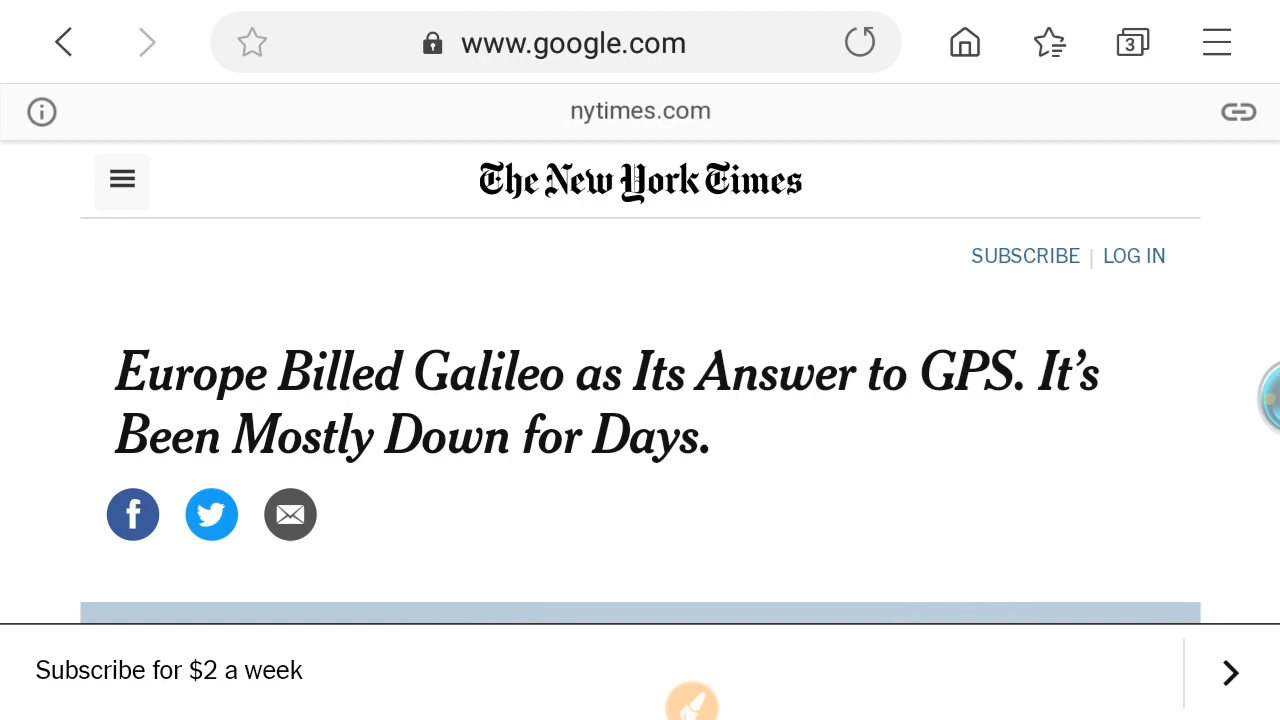 www.google.com
3
nytimes.com
The New York Times
SUBSCRIBE | LOG IN
Europe Billed Galileo as Its Answer to GPS. It’s
Been Mostly Down for Days.
Subscribe for $2 a week